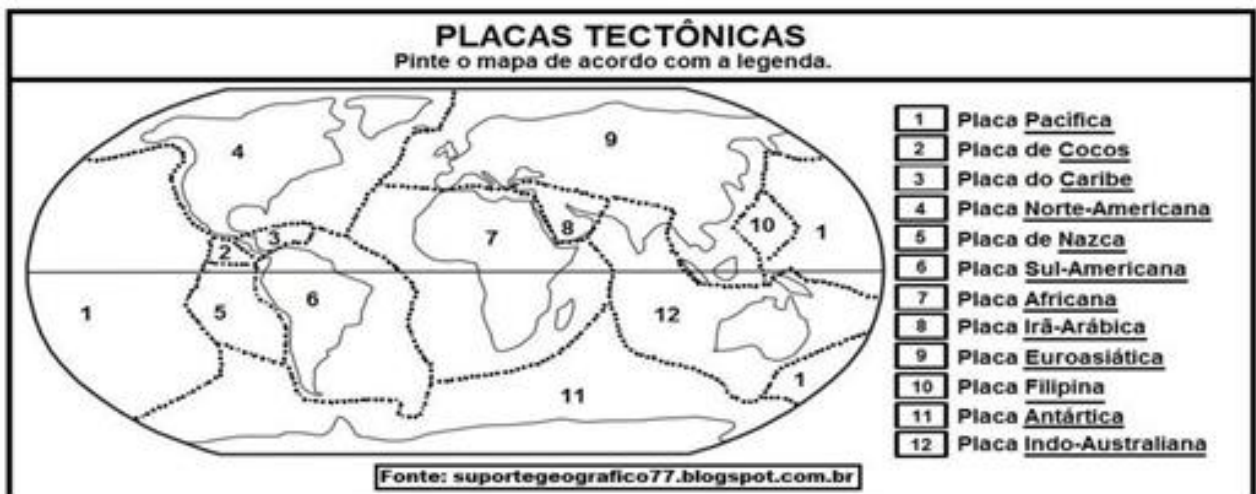 PLACAS TECTÔNICAS
Pinte o mapa de acordo com a legenda.
4
9
3
2
7
8
10
1
1
5
6
12
1
11
1 Placa Pacífica
2 Placa de Cocos
3 Placa do Caribe
4 Placa Norte-Americana
5 Placa de Nazca
6 Placa Sul-Americana
7 Placa Africana
8 Placa Irã-Arábica
9 Placa Euroasiática
10 Placa Filipina
11 Placa Antártica
12 Placa Indo-Australiana
Fonte: suportegeografico77.blogspot.com.br